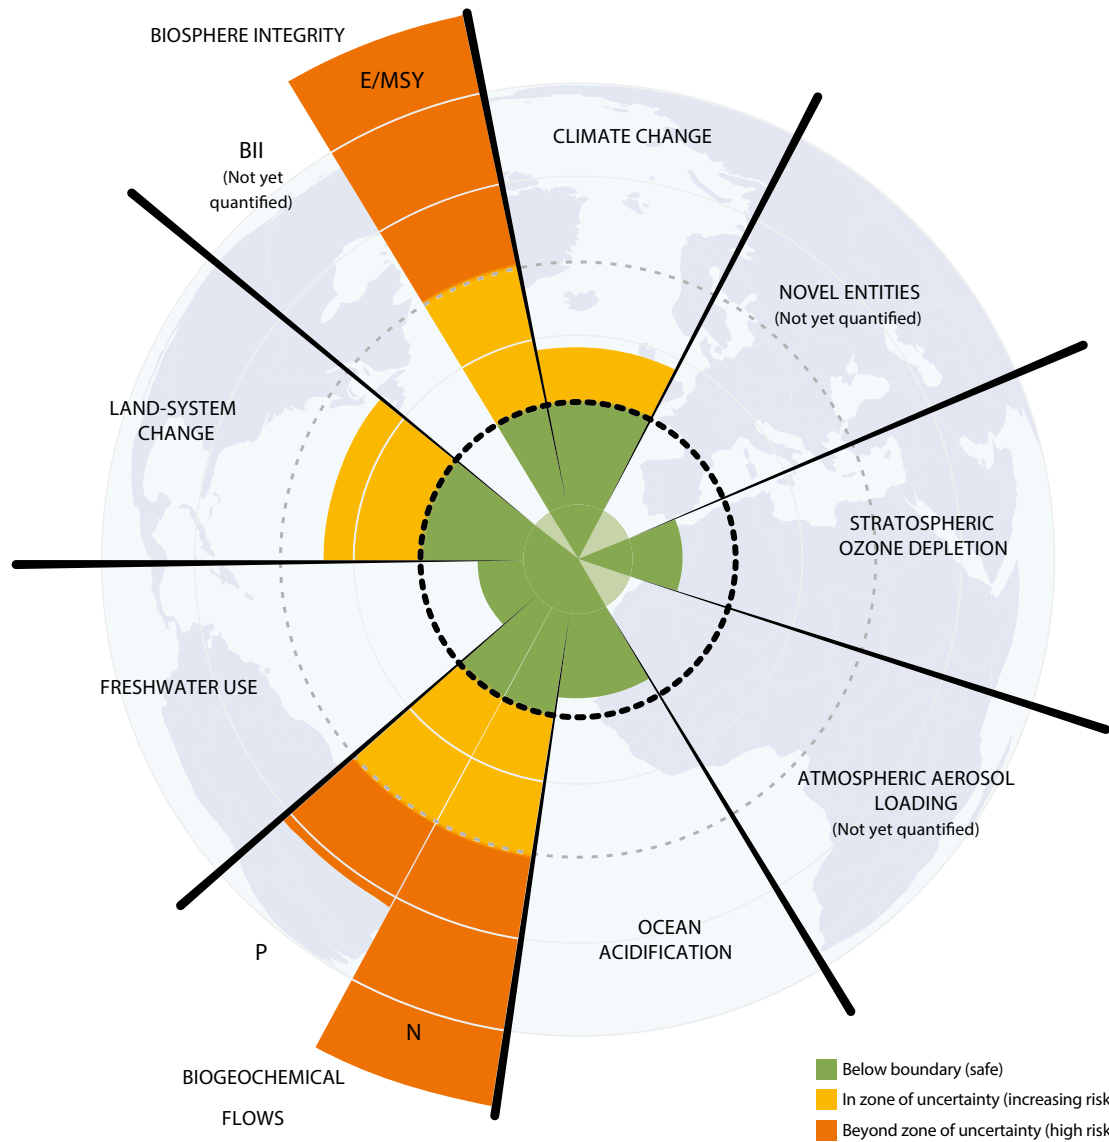 BIOSPHERE INTEGRITY
E/MSY
BII
(Not yet
quantified)
CLIMATE CHANGE
NOVEL ENTITIES
(Not yet quantified)
LAND-SYSTEM
CHANGE
STRATOSPHERIC
OZONE DEPLETION
FRESHWATER USE
ATMOSPHERIC AEROSOL
LOADING
(Not yet quantified)
OCEAN
ACIDIFICATION
P
N
BIOGEOCHEMICAL
FLOWS
Below boundary (safe)
In zone of uncertainty (increasing risk
Beyond zone of uncertainty (high risk